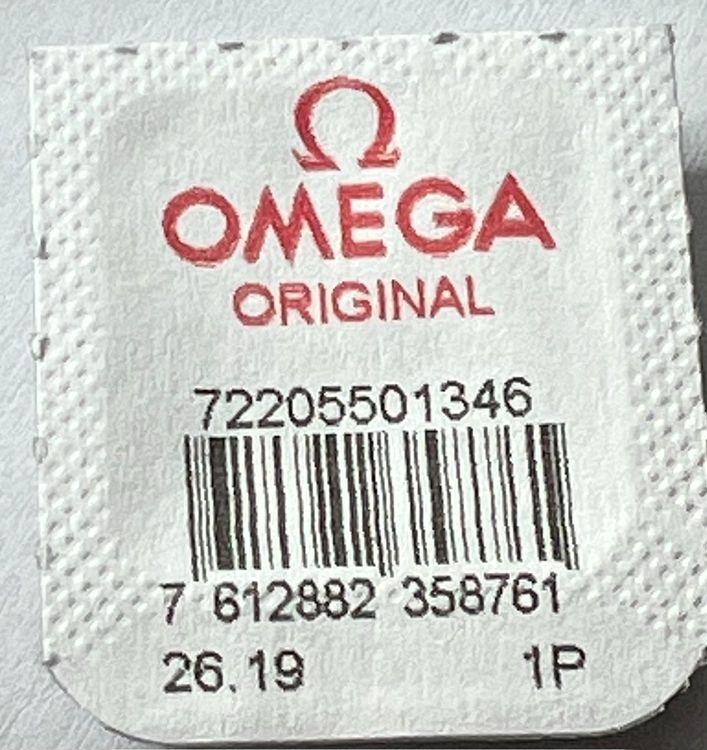 Ω
OMEGA
ORIGINAL
72205501346
7 612882 358761
26.19 1P